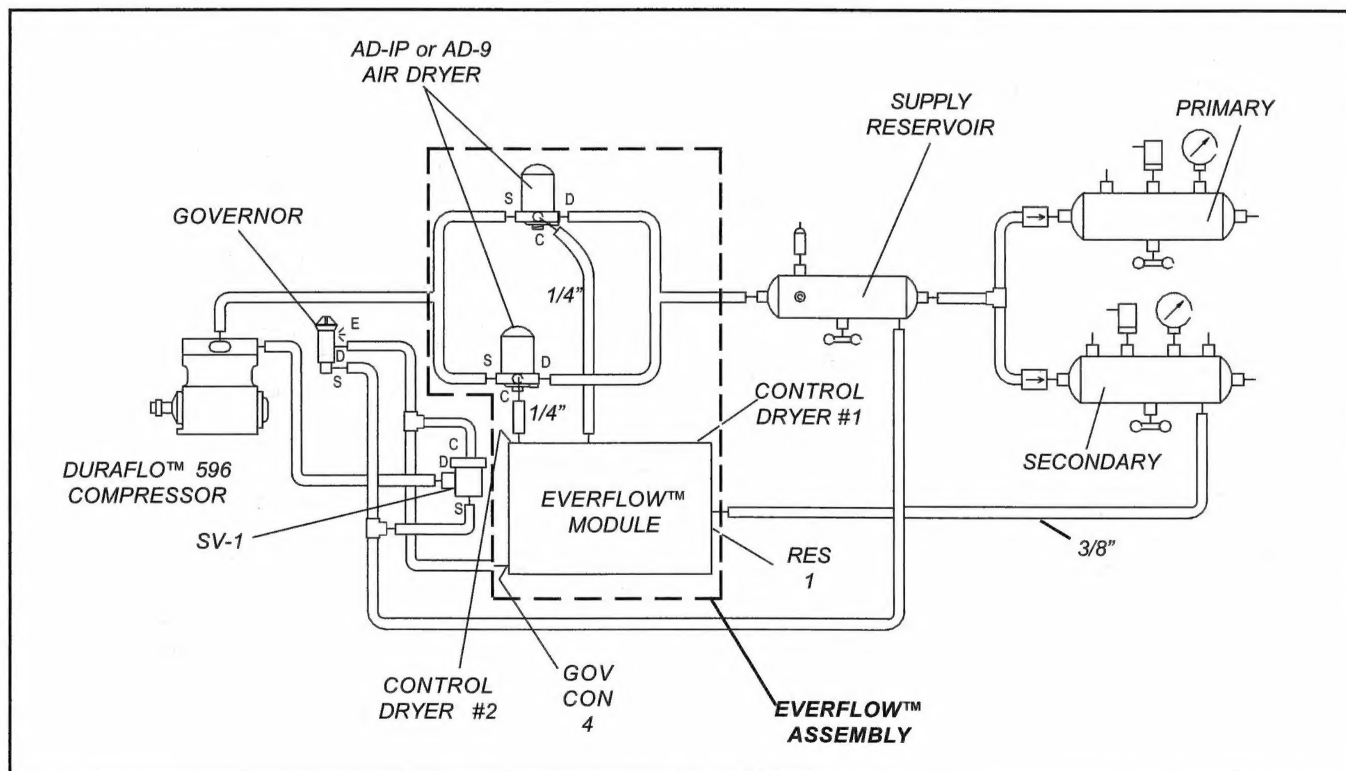 AD-IP or AD-9
AIR DRYER
SUPPLY
RESERVOIR
PRIMARY
GOVERNOR
S
D
C
1/4"
E
D
S
S
D
C
1/4"
CONTROL
DRYER #1
DURAFLO™ 596
COMPRESSOR
C
D
S
SV-1
EVERFLOW™
MODULE
SECONDARY
3/8"
RES
1
CONTROL
DRYER #2
GOV
CON
4
EVERFLOW™
ASSEMBLY